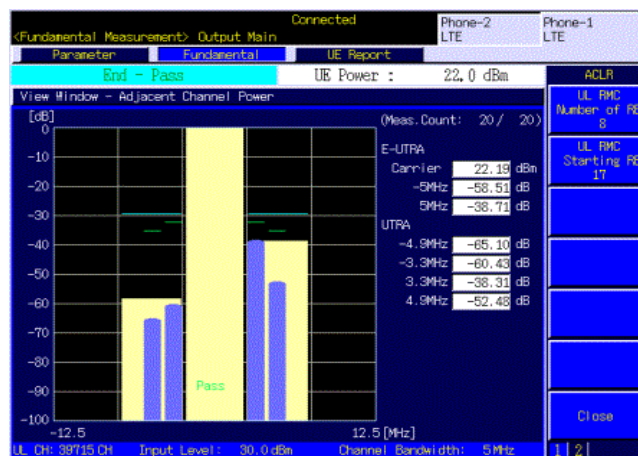 Connected
Phone-2
LTE
Phone-1
LTE
<Fundamental Measurement> Output Main
Parameter
Fundamental
UE Report
End - Pass
UE Power : 22.0 dBm
ACLR
View Window - Adjacent Channel Power
UL RMC
Number of RB
8
UL RMC
Starting RB
17
[dB]
(Meas.Count: 20/ 20)
0
-10
-20
-30
-40
-50
-60
-70
-80
-90
-100
E-UTRA
Carrier 22.19 dBm
-5MHz -58.51 dB
5MHz -38.71 dB
UTRA
-4.9MHz -65.10 dB
-3.3MHz -60.43 dB
3.3MHz -38.31 dB
4.9MHz -52.48 dB
Pass
-12.5
12.5[MHz]
Close
UL CH: 39715 CH Input Level: 30.0 dBm Channel Bandwidth: 5 MHz
1 2